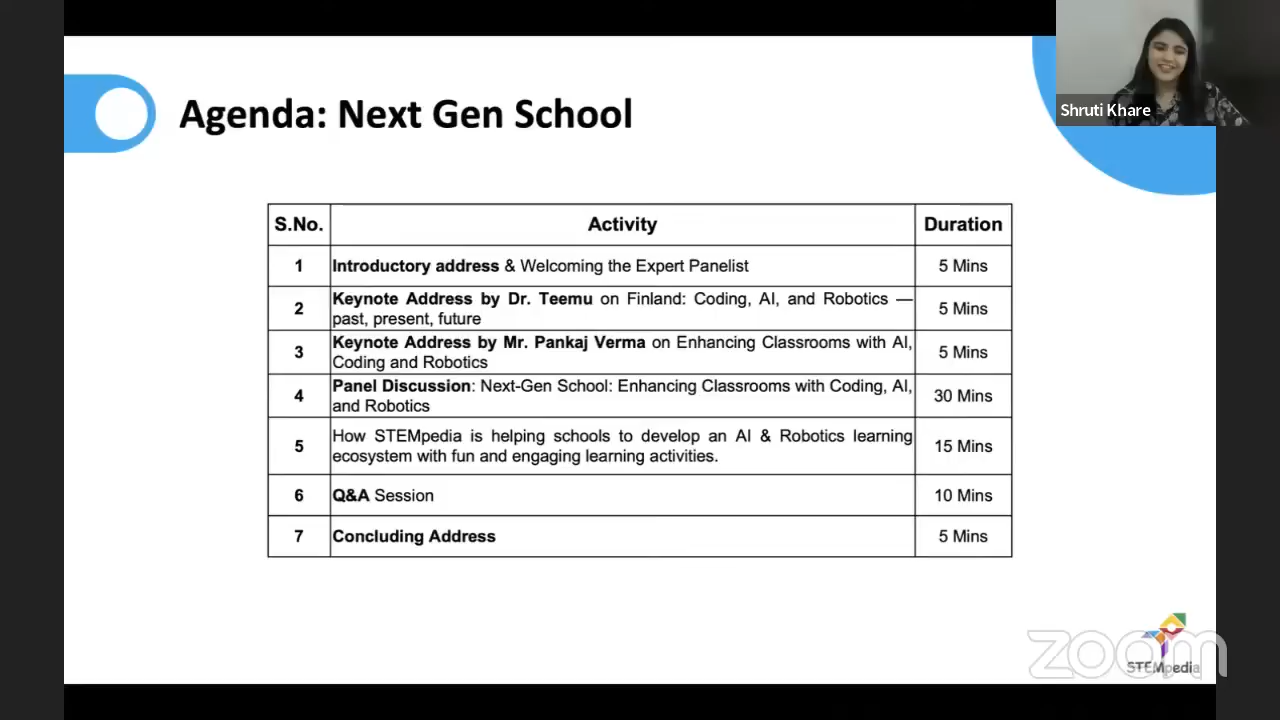 Agenda: Next Gen School
Shruti Khare
S.No. Activity Duration
1 Introductory address & Welcoming the Expert Panelist 5 Mins
2 Keynote Address by Dr. Teemu on Finland: Coding, AI, and Robotics —
past, present, future 5 Mins
3 Keynote Address by Mr. Pankaj Verma on Enhancing Classrooms with AI,
Coding and Robotics 5 Mins
4 Panel Discussion: Next-Gen School: Enhancing Classrooms with Coding, AI,
and Robotics 30 Mins
5 How STEMpedia is helping schools to develop an AI & Robotics learning
ecosystem with fun and engaging learning activities. 15 Mins
6 Q&A Session 10 Mins
7 Concluding Address 5 Mins
zoom
STEMpedia